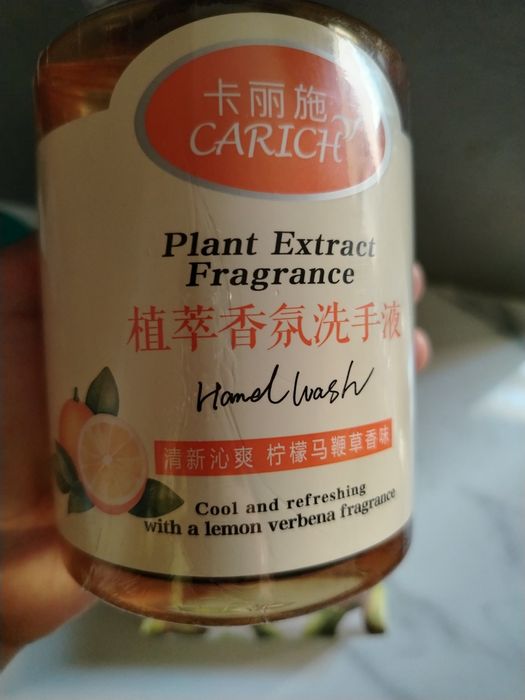 卡丽施
CARICH
Plant Extract
Fragrance
植萃香氛洗手液
Hand Wash
清新沁爽 柠檬马鞭草香味
Cool and refreshing
with a lemon verbena fragrance